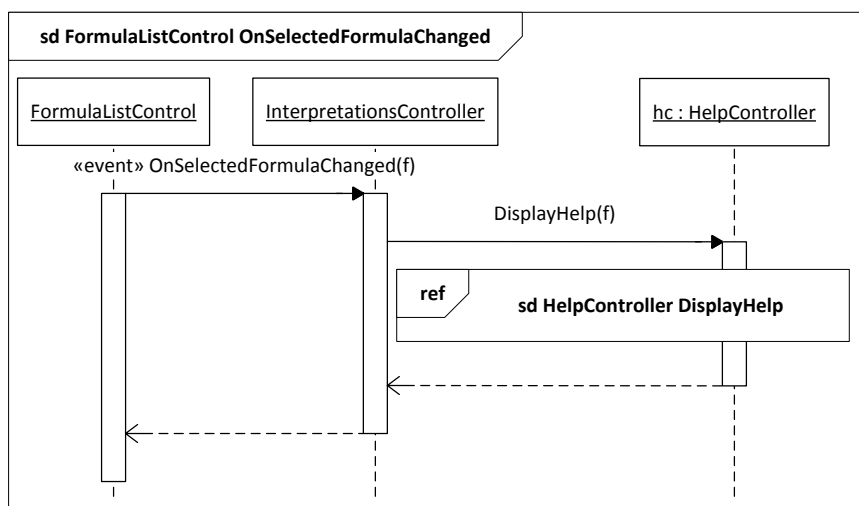 sd FormulaListControl OnSelectedFormulaChanged
FormulaListControl
InterpretationsController
hc : HelpController
«event» OnSelectedFormulaChanged(f)
DisplayHelp(f)
ref
sd HelpController DisplayHelp